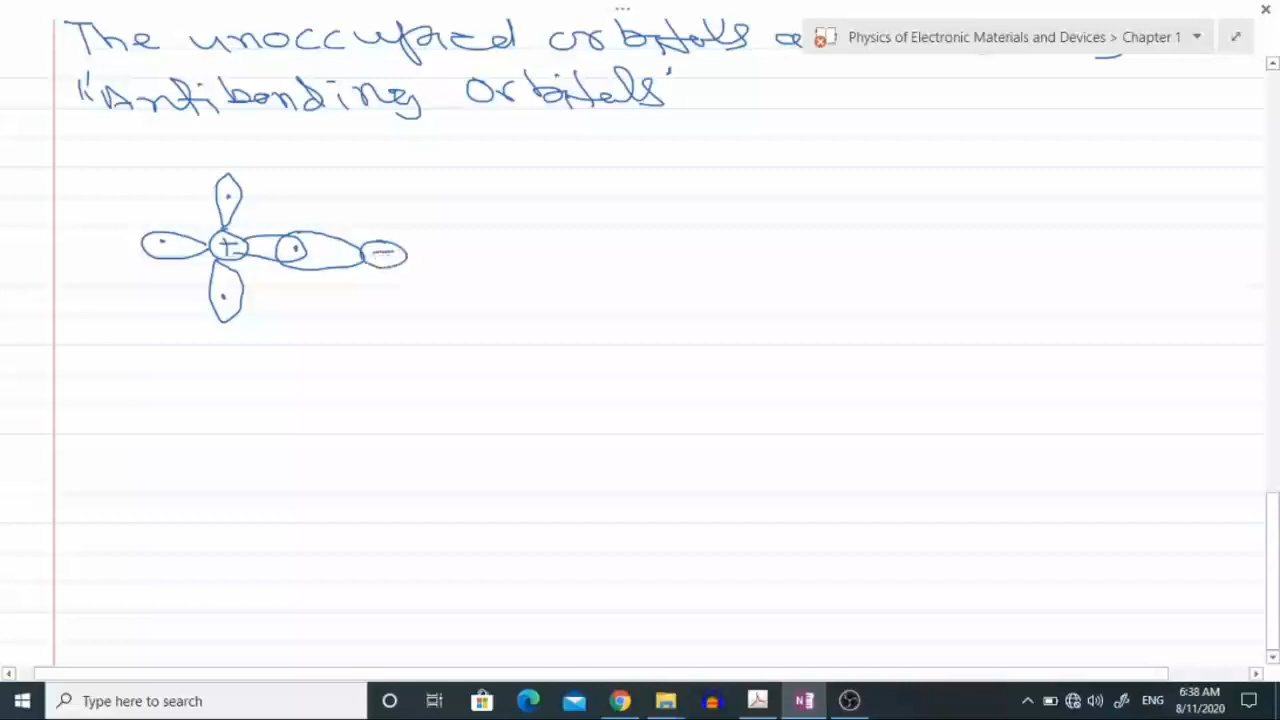 ...
The unoccupied orbitals
Physics of Electronic Materials and Devices > Chapter 1
"Antibonding Orbitals"
+
−
Type here to search
ENG
6:38 AM
8/11/2020